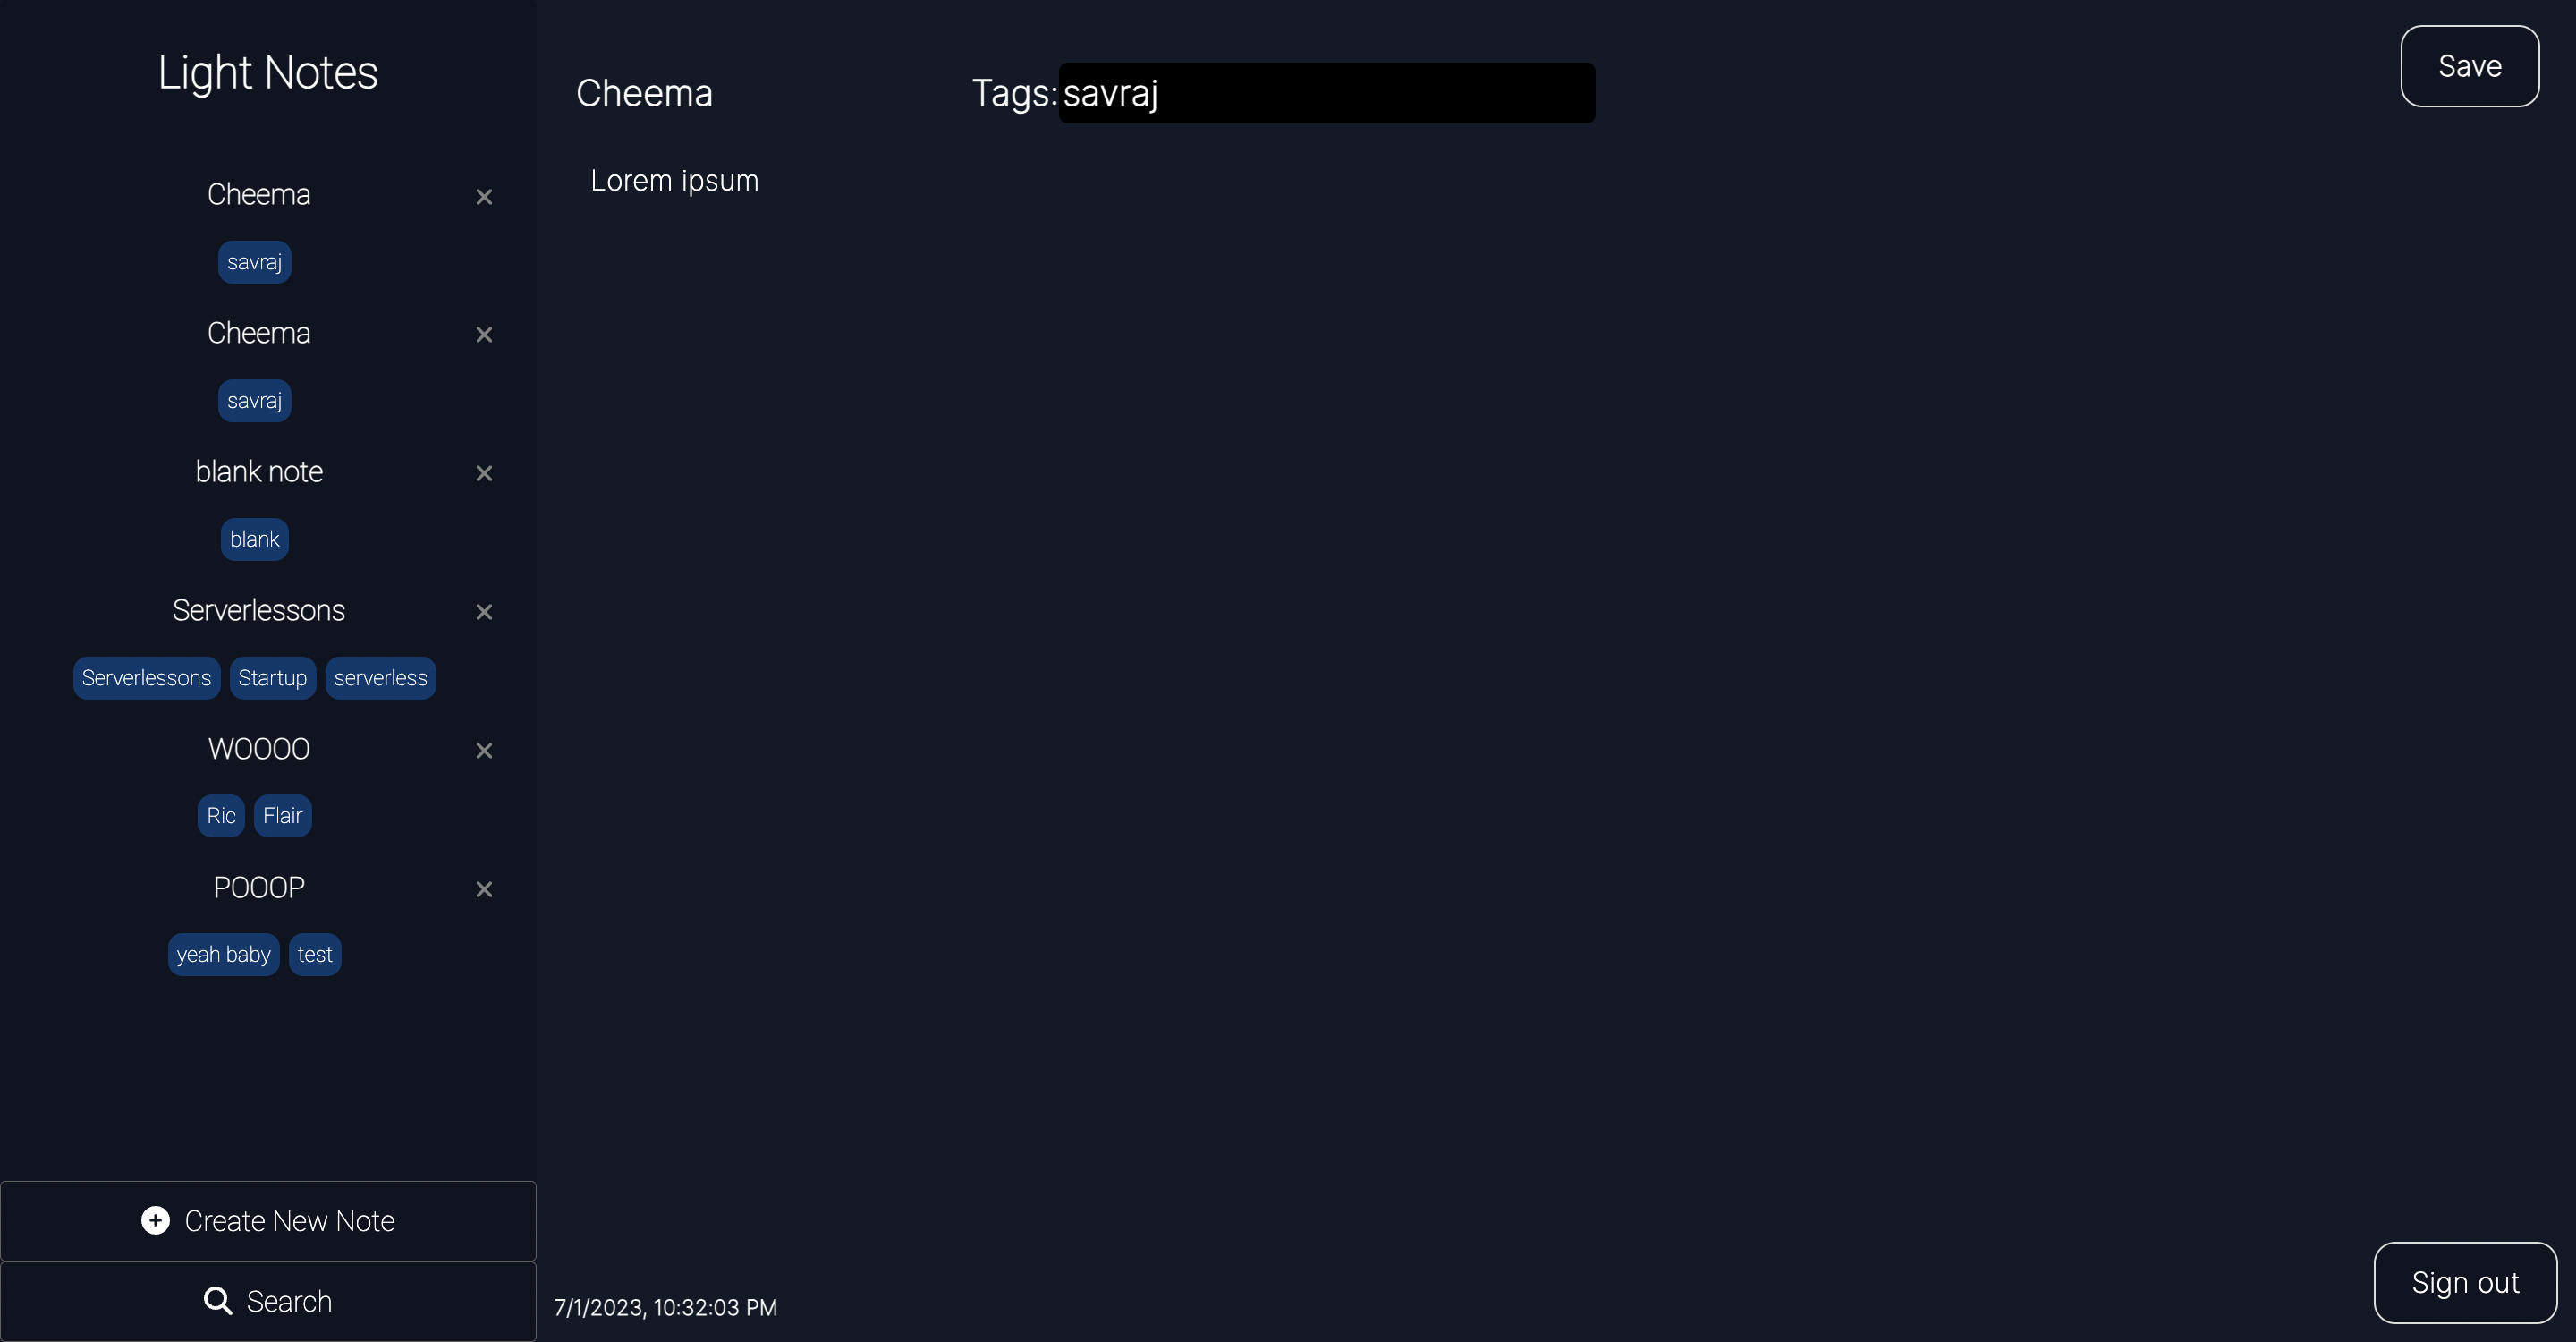 Light Notes
Cheema
savraj
Cheema
savraj
blank note
blank
Serverlessons
Serverlessons Startup serverless
WOOOO
Ric Flair
POOOP
yeah baby test
Create New Note
Search
Cheema
Tags: savraj
Save
Lorem ipsum
7/1/2023, 10:32:03 PM
Sign out